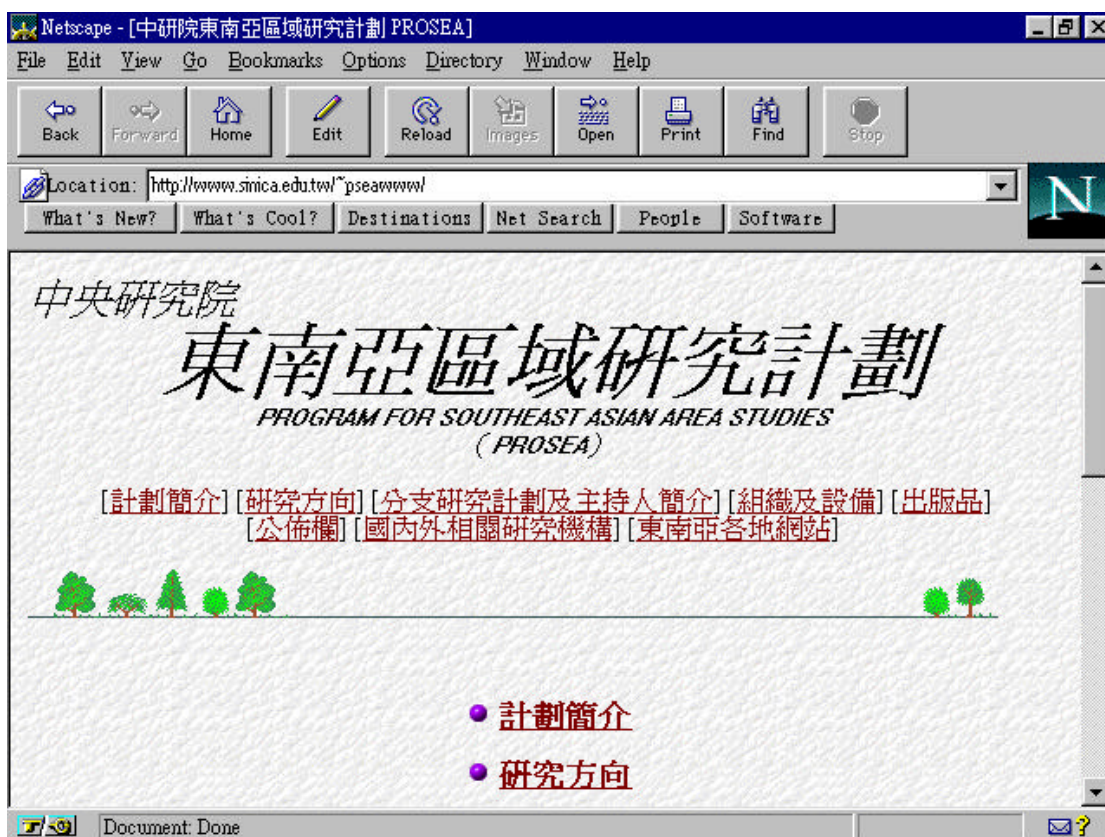 Netscape - [中研院東南亞區域研究計劃 PROSEA]
File Edit View Go Bookmarks Options Directory Window Help
Back Forward Home Edit Reload Images Open Print Find Stop
Location: http://www.sinica.edu.tw/~pseawww/
What's New? What's Cool? Destinations Net Search People Software
N
中央研究院
東南亞區域研究計劃
PROGRAM FOR SOUTHEAST ASIAN AREA STUDIES
(PROSEA)
[計劃簡介] [研究方向] [分支研究計劃及主持人簡介] [組織及設備] [出版品]
[公佈欄] [國內外相關研究機構] [東南亞各地網站]
計劃簡介
研究方向
Document: Done